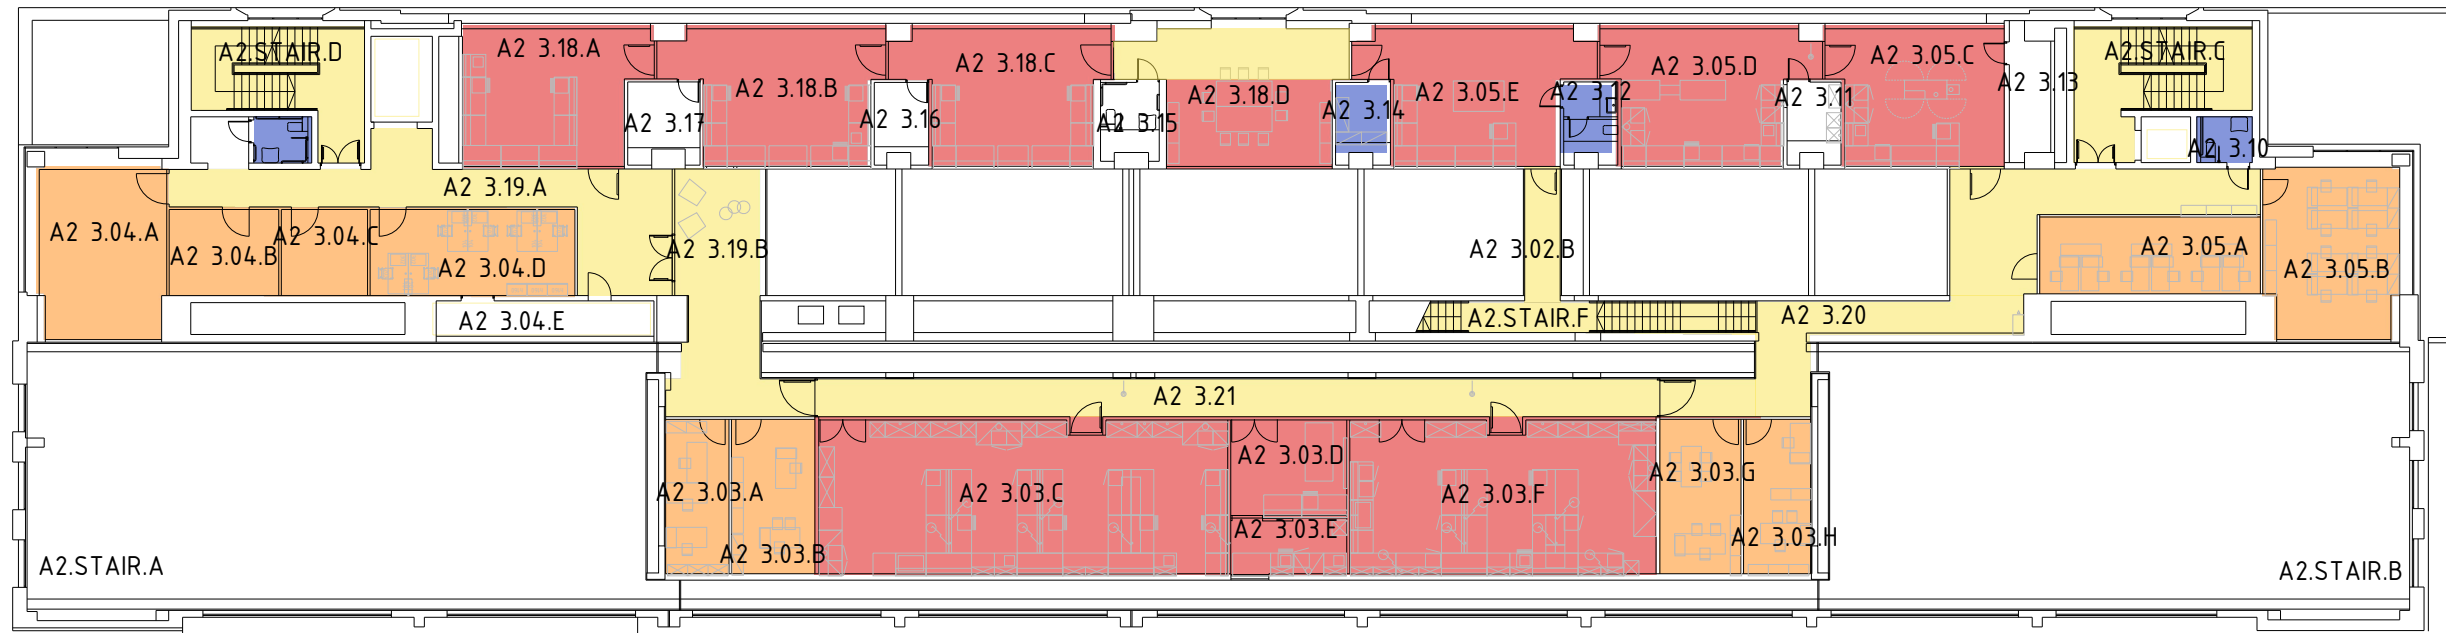 A2.STAIR.D
A2 3.18.A
A2 3.18.B
A2 3.18.C
A2 3.18.D
A2 3.14
A2 3.05.E
A2 3.12
A2 3.05.D
A2 3.11
A2 3.05.C
A2 3.13
A2.STAIR.C
A2 3.17
A2 3.16
A2 3.15
A2 3.10
A2 3.19.A
A2 3.04.A
A2 3.04.B
A2 3.04.C
A2 3.04.D
A2 3.19.B
A2 3.02.B
A2 3.05.A
A2 3.05.B
A2 3.04.E
A2.STAIR.F
A2 3.20
A2 3.21
A2 3.03.A
A2 3.03.B
A2 3.03.C
A2 3.03.D
A2 3.03.E
A2 3.03.F
A2 3.03.G
A2 3.03.H
A2.STAIR.A
A2.STAIR.B